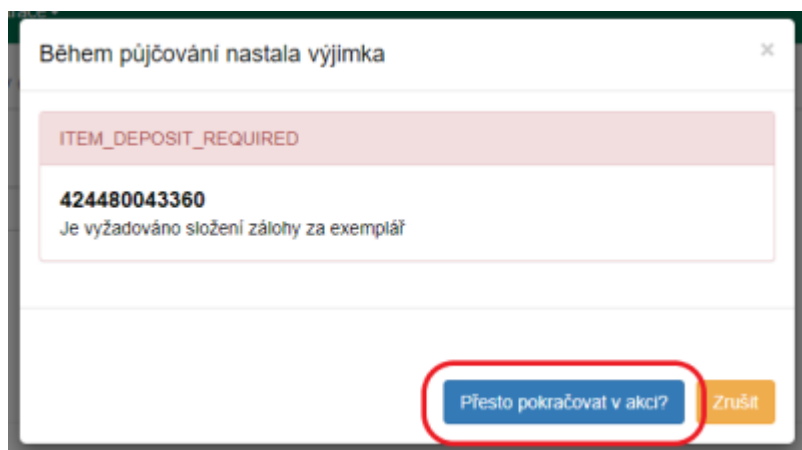 Během půjčování nastala výjimka
×
ITEM_DEPOSIT_REQUIRED
424480043360
Je vyžadováno složení zálohy za exemplář
Přesto pokračovat v akci?
Zrušit